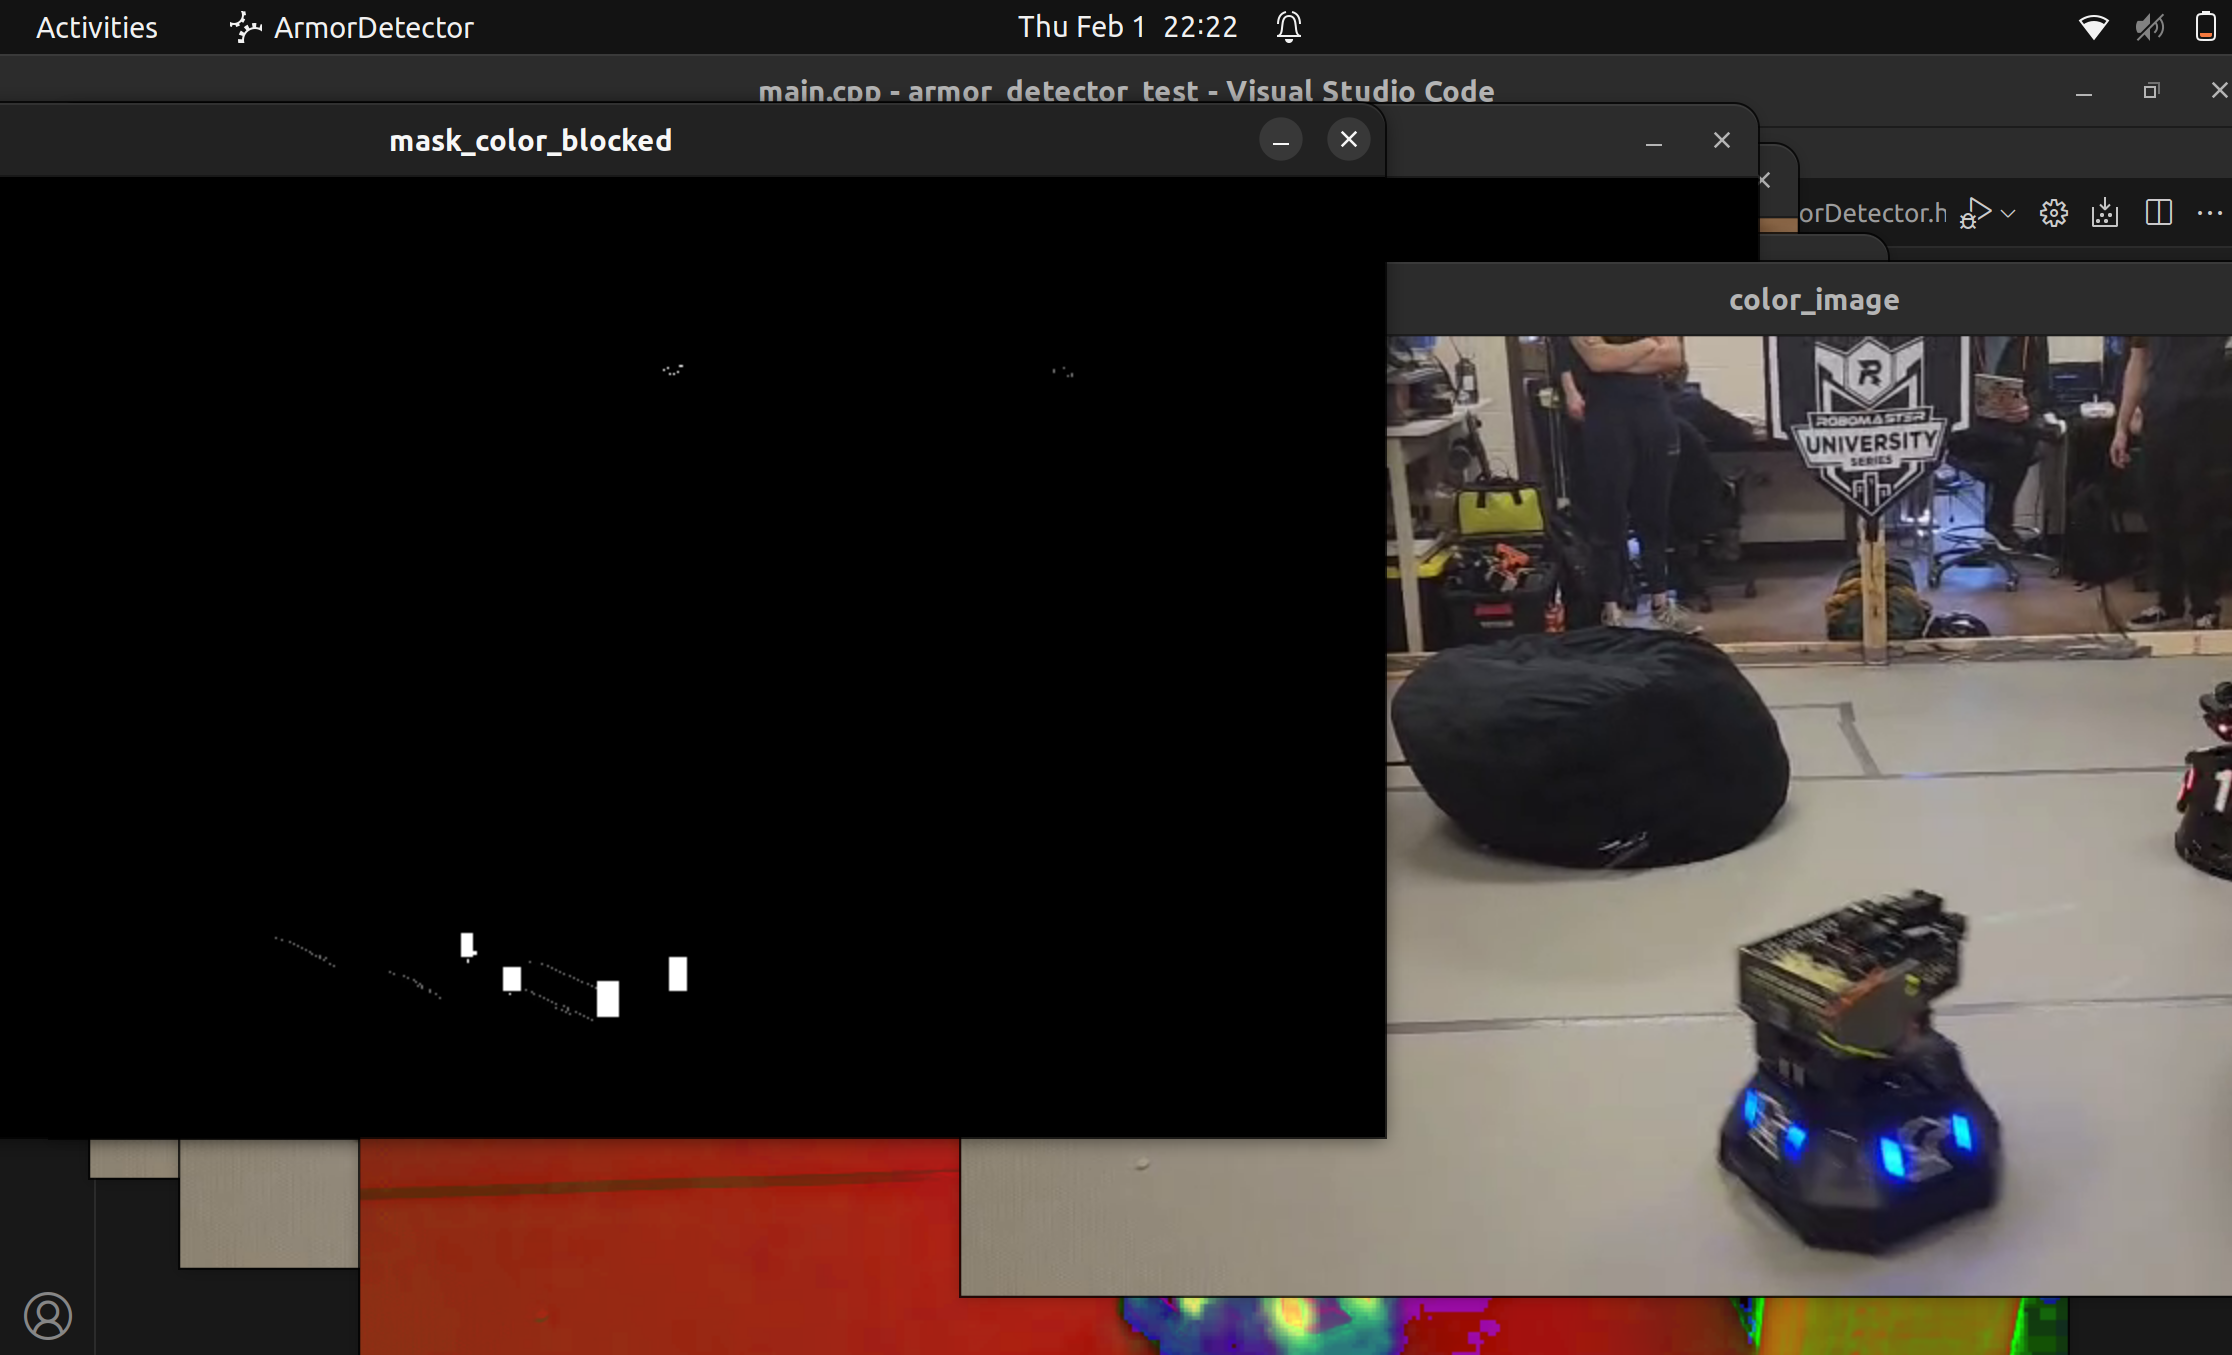 Activities
ArmorDetector
Thu Feb 1 22:22
main.cpp - armor_detector_test - Visual Studio Code
mask_color_blocked
orDetector.h
color_image
R
ROBOMASTER
UNIVERSITY
SERIES
1